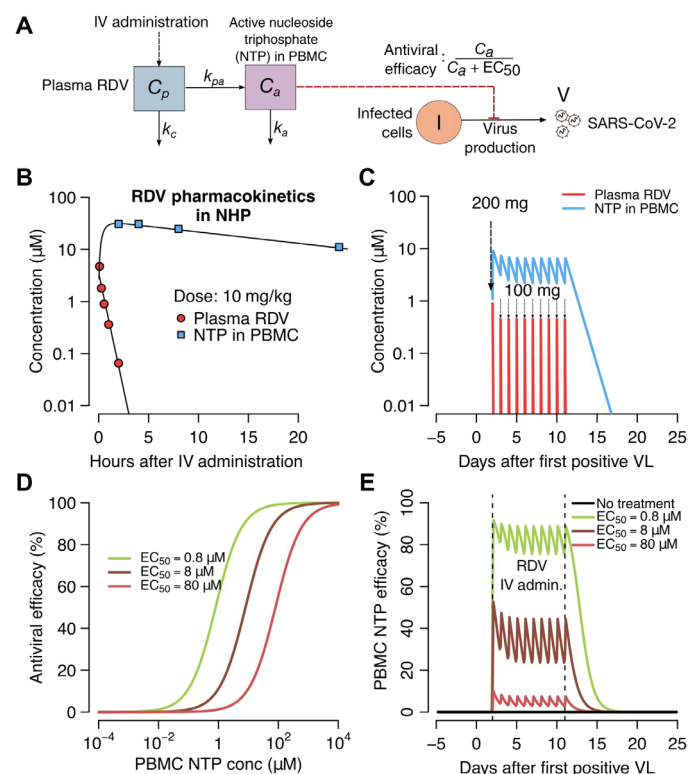 A
IV administration
Plasma RDV
Cp
kpa
kc
Active nucleoside
triphosphate
(NTP) in PBMC
Ca
ka
Antiviral
efficacy : Ca
Ca + EC50
Infected
cells
I
Virus
production
V
SARS-CoV-2
B
RDV pharmacokinetics
in NHP
Concentration (µM)
100
10
1
0.1
0.01
Dose: 10 mg/kg
Plasma RDV
NTP in PBMC
0 5 10 15 20
Hours after IV administration
C
Plasma RDV
NTP in PBMC
200 mg
100 mg
Concentration (µM)
100
10
1
0.1
0.01
−5 0 5 10 15 20 25
Days after first positive VL
D
Antiviral efficacy (%)
100
80
60
40
20
0
EC50 = 0.8 µM
EC50 = 8 µM
EC50 = 80 µM
10−4 10−2 1 102 104
PBMC NTP conc (µM)
E
No treatment
EC50 = 0.8 µM
EC50 = 8 µM
EC50 = 80 µM
RDV
IV admin.
PBMC NTP efficacy (%)
100
80
60
40
20
0
−5 0 5 10 15 20 25
Days after first positive VL